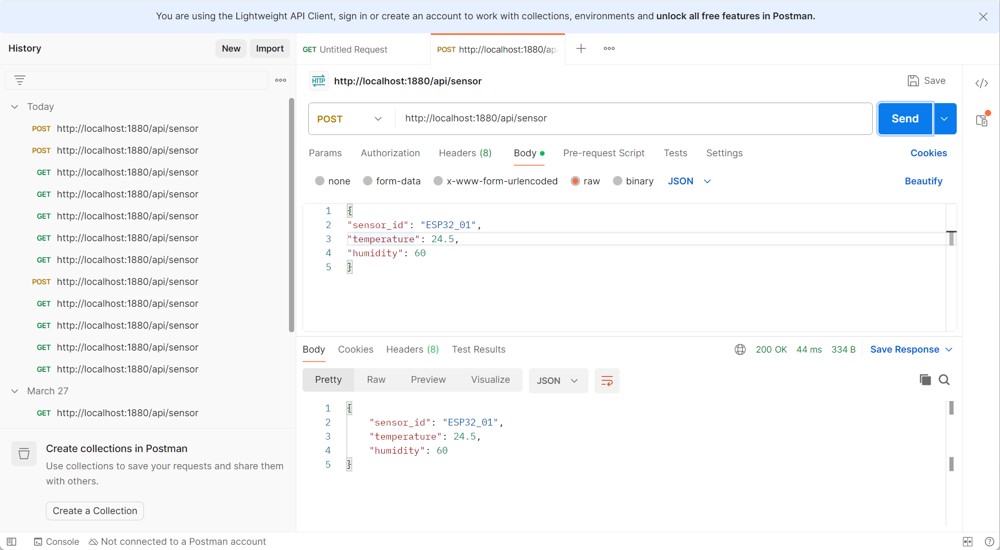 You are using the Lightweight API Client, sign in or create an account to work with collections, environments and unlock all free features in Postman.
History
New
Import
GET Untitled Request
POST http://localhost:1880/api
HTTP http://localhost:1880/api/sensor
Save
Today
POST http://localhost:1880/api/sensor
POST http://localhost:1880/api/sensor
GET http://localhost:1880/api/sensor
GET http://localhost:1880/api/sensor
GET http://localhost:1880/api/sensor
GET http://localhost:1880/api/sensor
GET http://localhost:1880/api/sensor
POST http://localhost:1880/api/sensor
GET http://localhost:1880/api/sensor
GET http://localhost:1880/api/sensor
GET http://localhost:1880/api/sensor
GET http://localhost:1880/api/sensor
March 27
GET http://localhost:1880/api/sensor
Create collections in Postman
Use collections to save your requests and share them
with others.
Create a Collection
POST http://localhost:1880/api/sensor
Send
Params Authorization Headers (8) Body Pre-request Script Tests Settings Cookies
none form-data x-www-form-urlencoded raw binary JSON Beautify
1 {
2 "sensor_id": "ESP32_01",
3 "temperature": 24.5,
4 "humidity": 60
5 }
Body Cookies Headers (8) Test Results 200 OK 44 ms 334 B Save Response
Pretty Raw Preview Visualize JSON
1 {
2 "sensor_id": "ESP32_01",
3 "temperature": 24.5,
4 "humidity": 60
5 }
Console Not connected to a Postman account